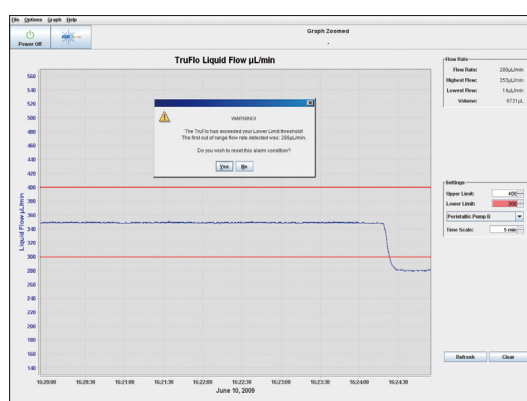 File Options Graph Help
Power Off
Graph Zoomed
TruFlo Liquid Flow µL/min
Flow Rate
Flow Rate: 280µL/min
Highest Flow: 353µL/min
Lowest Flow: 16µL/min
Volume: 8731µL
WARNING!
The TruFlo has exceeded your Lower Limit threshold!
The first out of range flow rate detected was: 299µL/min.
Do you wish to reset this alarm condition?
Yes No
Settings
Upper Limit: 400
Lower Limit: 300
Peristaltic Pump B
Time Scale: 5 min
Refresh Clear
Liquid Flow µL/min
560
540
520
500
480
460
440
420
400
380
360
340
320
300
280
260
240
220
200
180
160
140
16:20:00 16:20:30 16:21:00 16:21:30 16:22:00 16:22:30 16:23:00 16:23:30 16:24:00 16:24:30
June 10, 2009